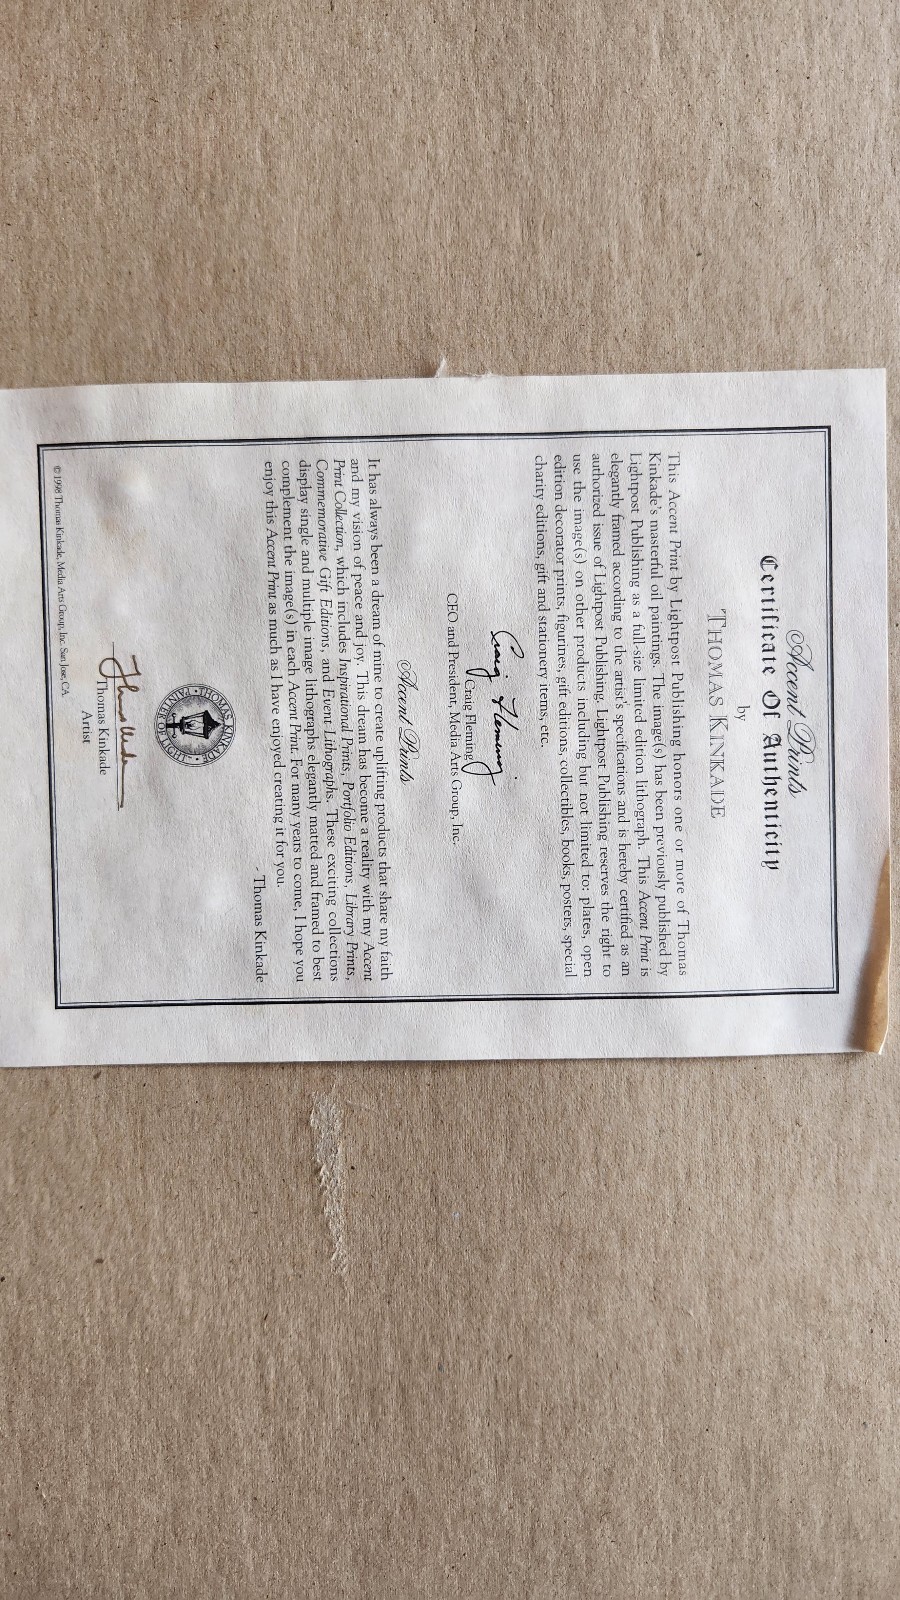 Accent Prints
Certificate Of Authenticity
by
THOMAS KINKADE
This Accent Print by Lightpost Publishing honors one or more of Thomas
Kinkade's masterful oil paintings. The image(s) has been previously published by
Lightpost Publishing as a full-size limited edition lithograph. This Accent Print is
elegantly framed according to the artist's specifications and is hereby certified as an
authorized issue of Lightpost Publishing. Lightpost Publishing reserves the right to
use the image(s) on other products including but not limited to: plates, open
edition decorator prints, figurines, gift editions, collectibles, books, posters, special
charity editions, gift and stationery items, etc.
Craig Fleming
Craig Fleming
CEO and President, Media Arts Group, Inc.
Accent Prints
It has always been a dream of mine to create uplifting products that share my faith
and my vision of peace and joy. This dream has become a reality with my Accent
Print Collection, which includes Inspirational Prints, Portfolio Editions, Library Prints,
Commemorative Gift Editions, and Event Lithographs. These exciting collections
display single and multiple image lithographs elegantly matted and framed to best
complement the image(s) in each Accent Print. For many years to come, I hope you
enjoy this Accent Print as much as I have enjoyed creating it for you.
- Thomas Kinkade
THOMAS KINKADE
PAINTER OF LIGHT
Thomas Kinkade
Artist
© 1998 Thomas Kinkade, Media Arts Group, Inc. San Jose, CA